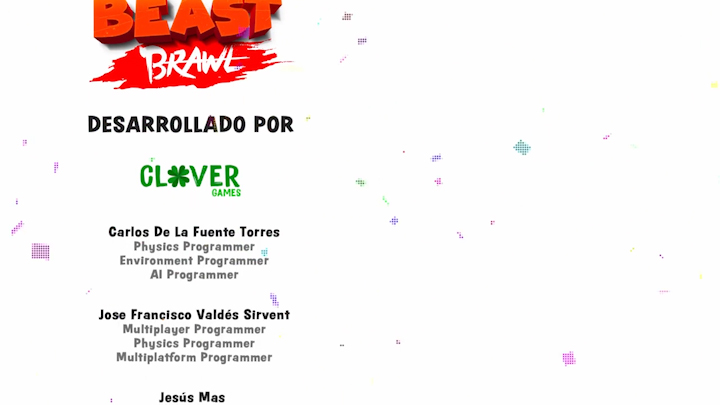 BEAST
BRAWL
DESARROLLADO POR
CLOVER
GAMES
Carlos De La Fuente Torres
Physics Programmer
Environment Programmer
AI Programmer
Jose Francisco Valdés Sirvent
Multiplayer Programmer
Physics Programmer
Multiplatform Programmer
Jesús Mas